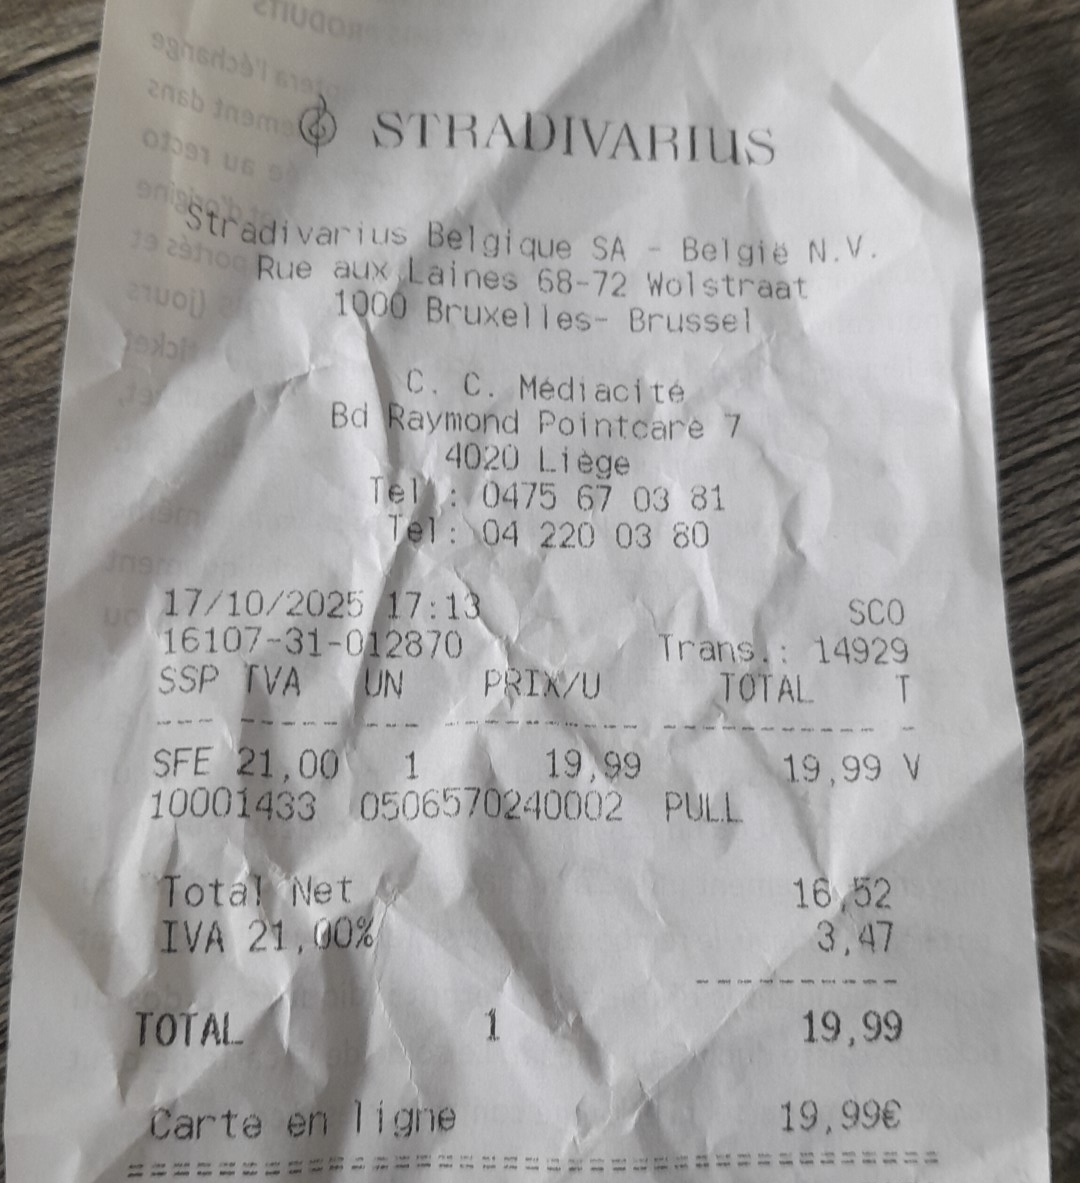 STRADIVARIUS
Stradivarius Belgique SA - België N.V.
Rue aux Laines 68-72 Wolstraat
1000 Bruxelles- Brussel
C. C. Médiacité
Bd Raymond Pointcaré 7
4020 Liège
Tel : 0475 67 03 81
Tel: 04 220 03 80
17/10/2025 17:13 SCO
16107-31-012870 Trans.: 14929
SSP IVA UN PRIX/U TOTAL T
SFE 21,00 1 19,99 19,99 V
10001433 0506570240002 PULL
Total Net 16,52
IVA 21,00% 3,47
TOTAL 1 19,99
Carte en ligne 19,99€